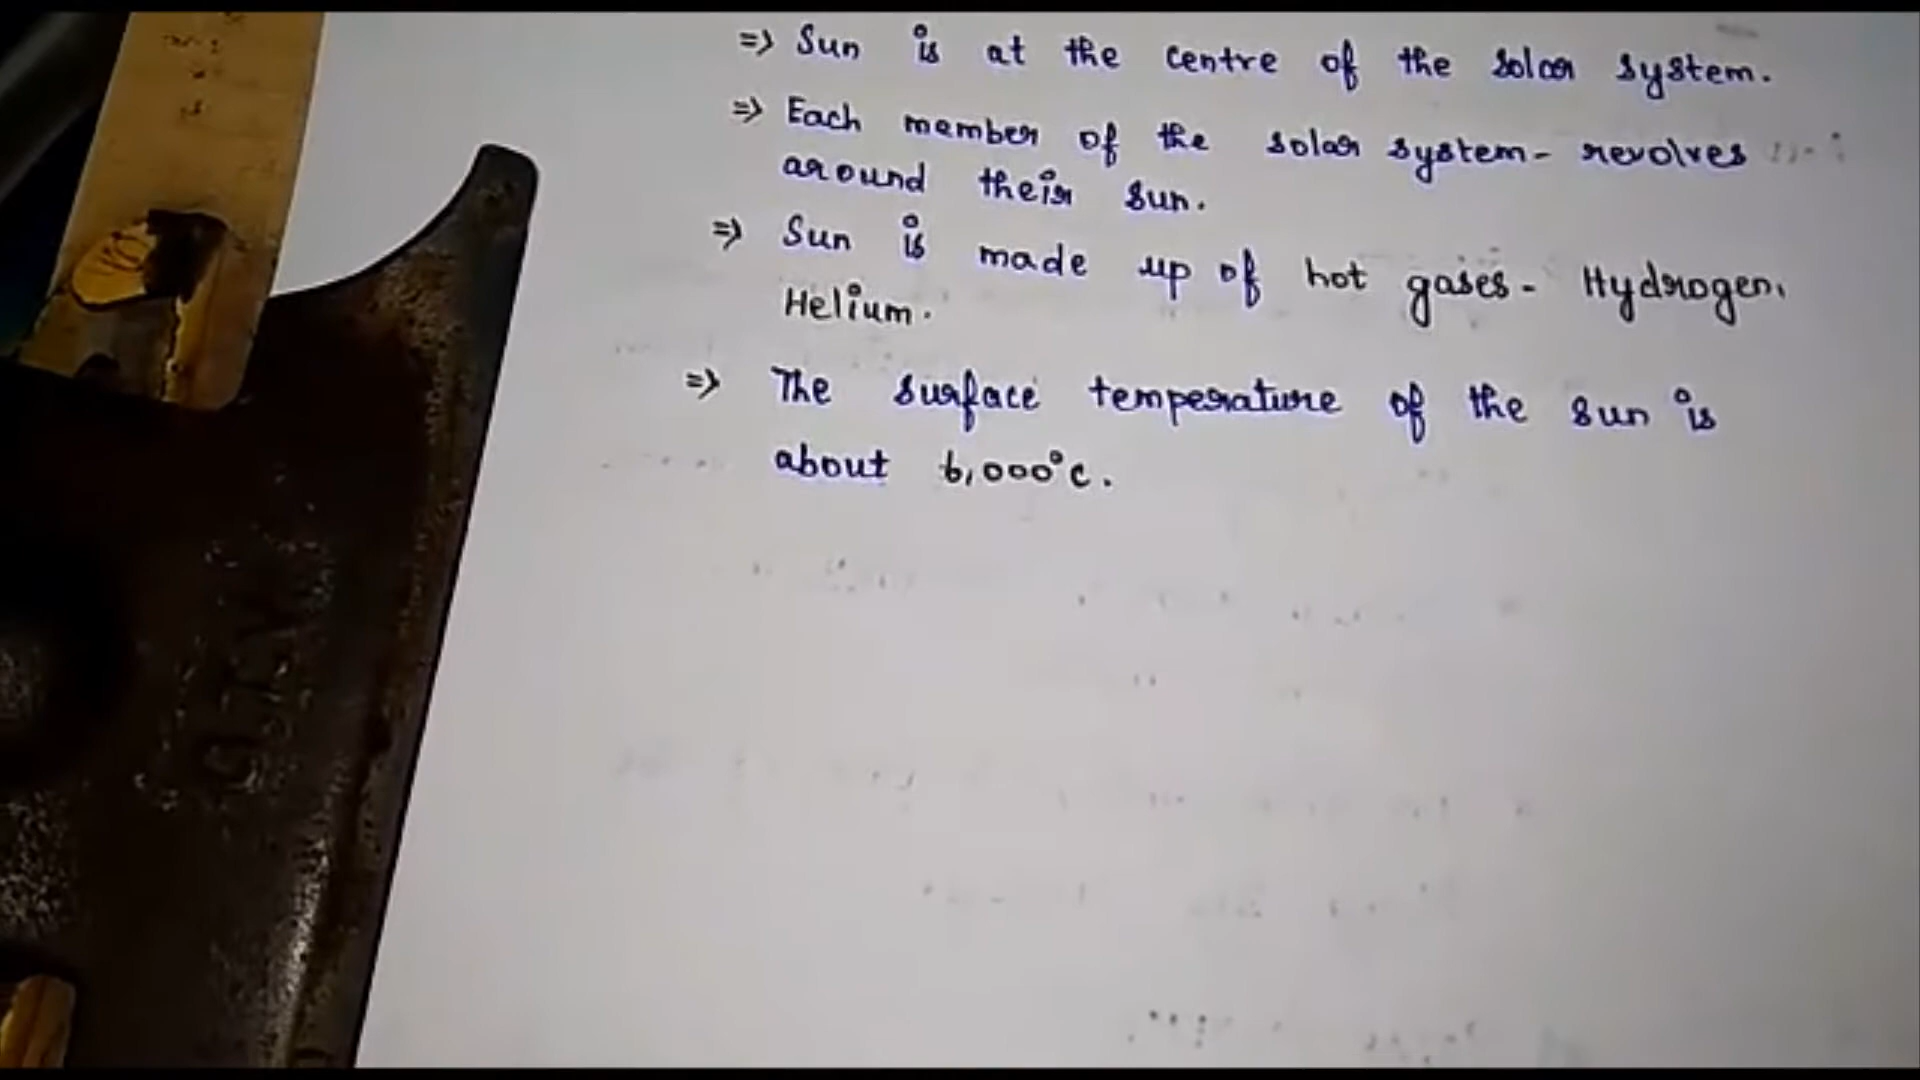 => Sun is at the centre of the solar system.
=> Each member of the solar system - revolves
around their sun.
=> Sun is made up of hot gases - Hydrogen,
Helium.
=> The surface temperature of the sun is
about 6,000°c.